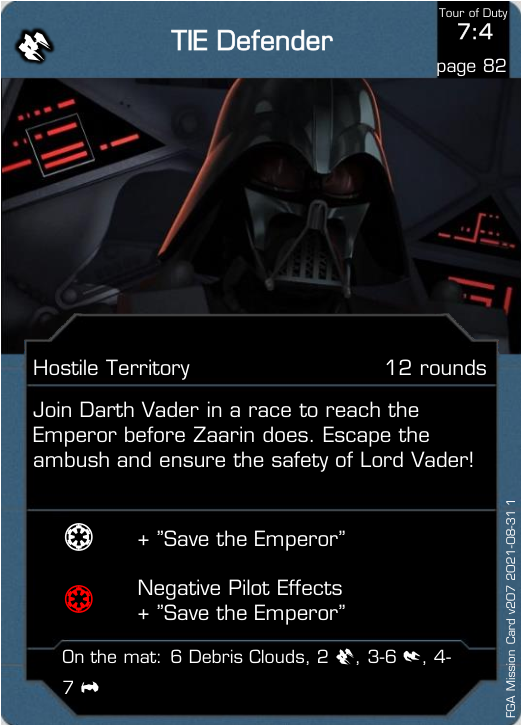 TIE Defender
Tour of Duty
7:4
page 82
Hostile Territory 12 rounds
Join Darth Vader in a race to reach the
Emperor before Zaarin does. Escape the
ambush and ensure the safety of Lord Vader!
+ ”Save the Emperor”
Negative Pilot Effects
+ ”Save the Emperor”
On the mat: 6 Debris Clouds, 2 , 3-6 , 4-
7
FGA Mission Card v207 2021-08-31 1